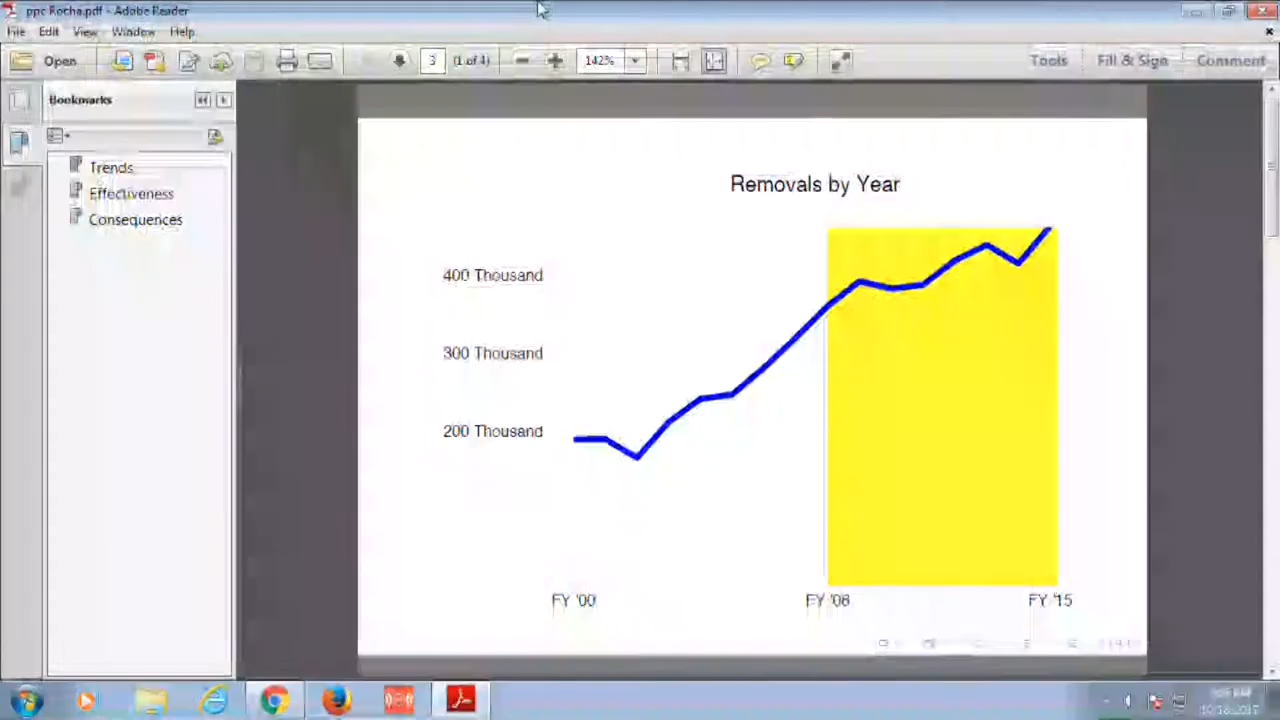 ppc Rocha.pdf - Adobe Reader
File Edit View Window Help
Open 3 (1 of 4) 142% Tools Fill & Sign Comment
Bookmarks
Trends
Effectiveness
Consequences
Removals by Year
400 Thousand
300 Thousand
200 Thousand
FY '00 FY '08 FY '15